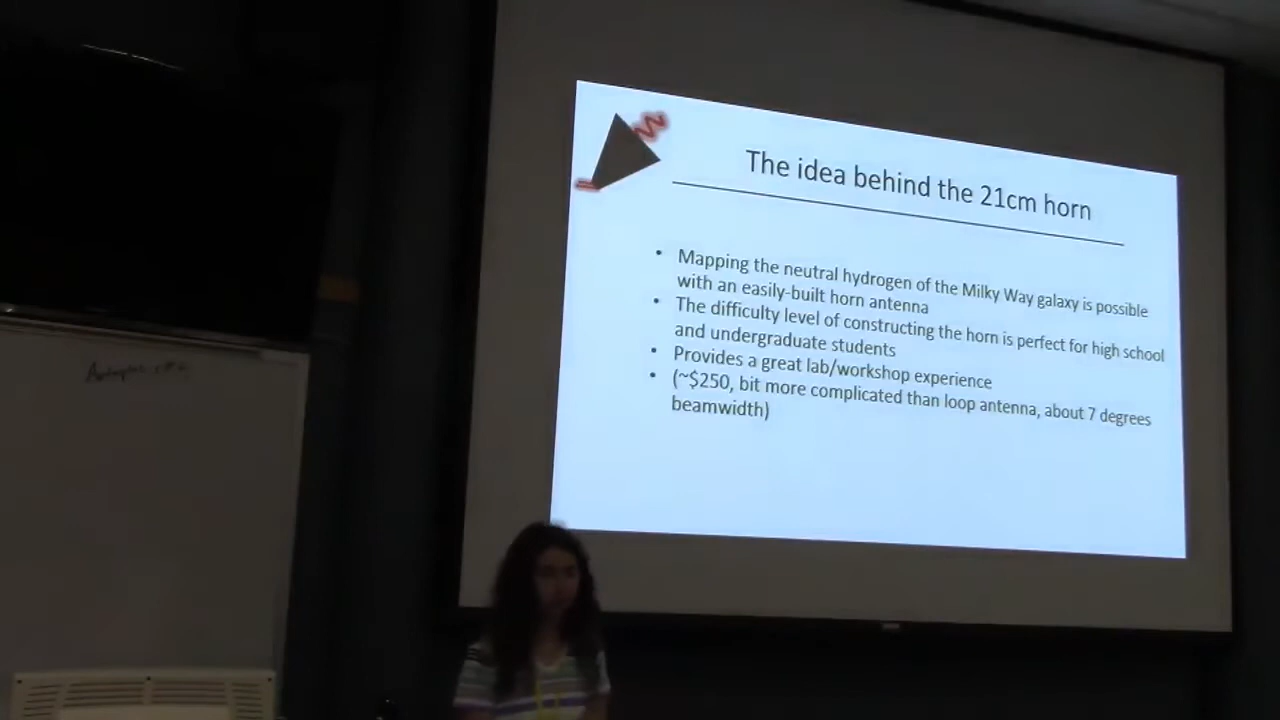 The idea behind the 21cm horn
• Mapping the neutral hydrogen of the Milky Way galaxy is possible
with an easily-built horn antenna
• The difficulty level of constructing the horn is perfect for high school
and undergraduate students
• Provides a great lab/workshop experience
• (~$250, bit more complicated than loop antenna, about 7 degrees
beamwidth)